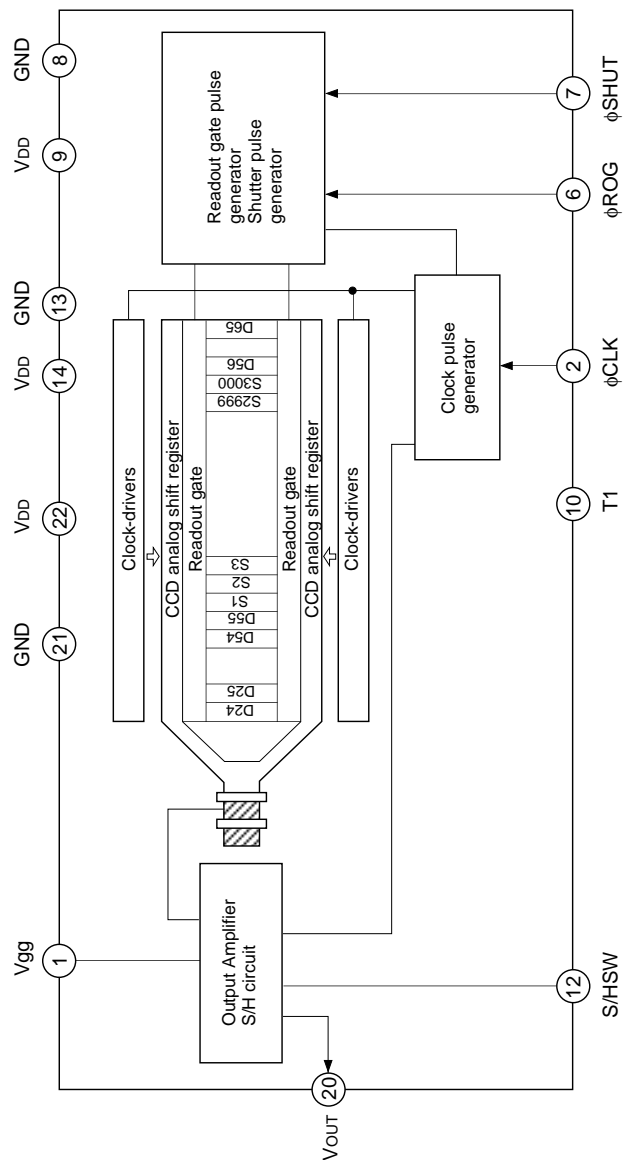 GND
8
VDD
9
GND
13
VDD
14
VDD
22
GND
21
Vgg
1
Readout gate pulse
generator
Shutter pulse
generator
Clock-drivers
CCD analog shift register
Readout gate
D24
D25
D54
D55
S1
S2
S3
S2999
S3000
D56
D65
Readout gate
CCD analog shift register
Clock-drivers
Output Amplifier
S/H circuit
Clock pulse
generator
VOUT
20
12
S/HSW
10
T1
2
ϕCLK
6
ϕROG
7
ϕSHUT